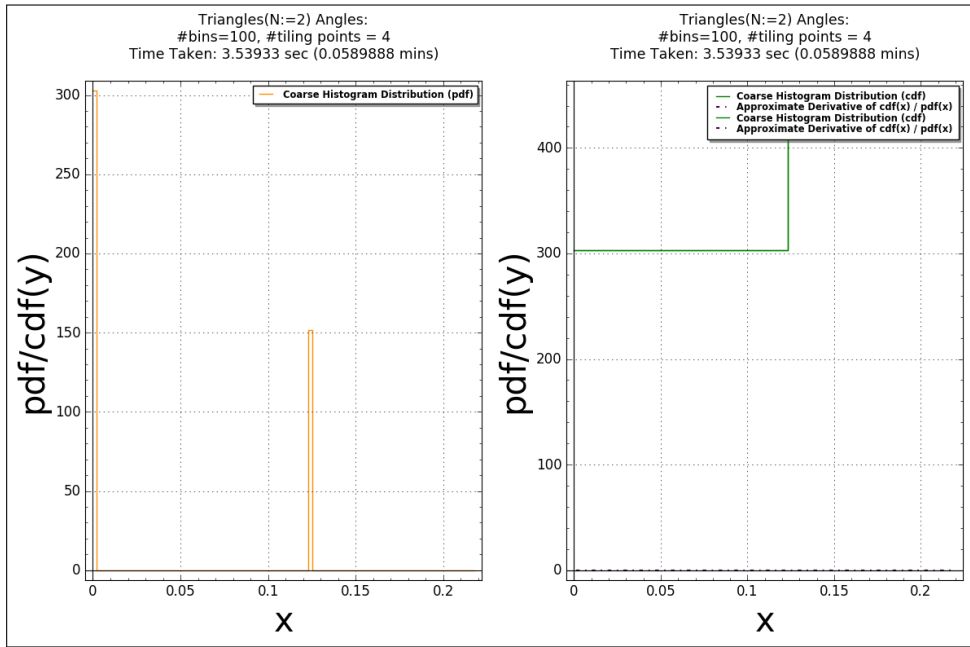 Triangles(N:=2) Angles:
#bins=100, #tiling points = 4
Time Taken: 3.53933 sec (0.0589888 mins)
Coarse Histogram Distribution (pdf)
300
250
200
150
100
50
0
0
0.05
0.1
0.15
0.2
pdf/cdf(y)
x
Triangles(N:=2) Angles:
#bins=100, #tiling points = 4
Time Taken: 3.53933 sec (0.0589888 mins)
Coarse Histogram Distribution (cdf)
Approximate Derivative of cdf(x) / pdf(x)
Coarse Histogram Distribution (cdf)
Approximate Derivative of cdf(x) / pdf(x)
400
300
200
100
0
0
0.05
0.1
0.15
0.2
pdf/cdf(y)
x